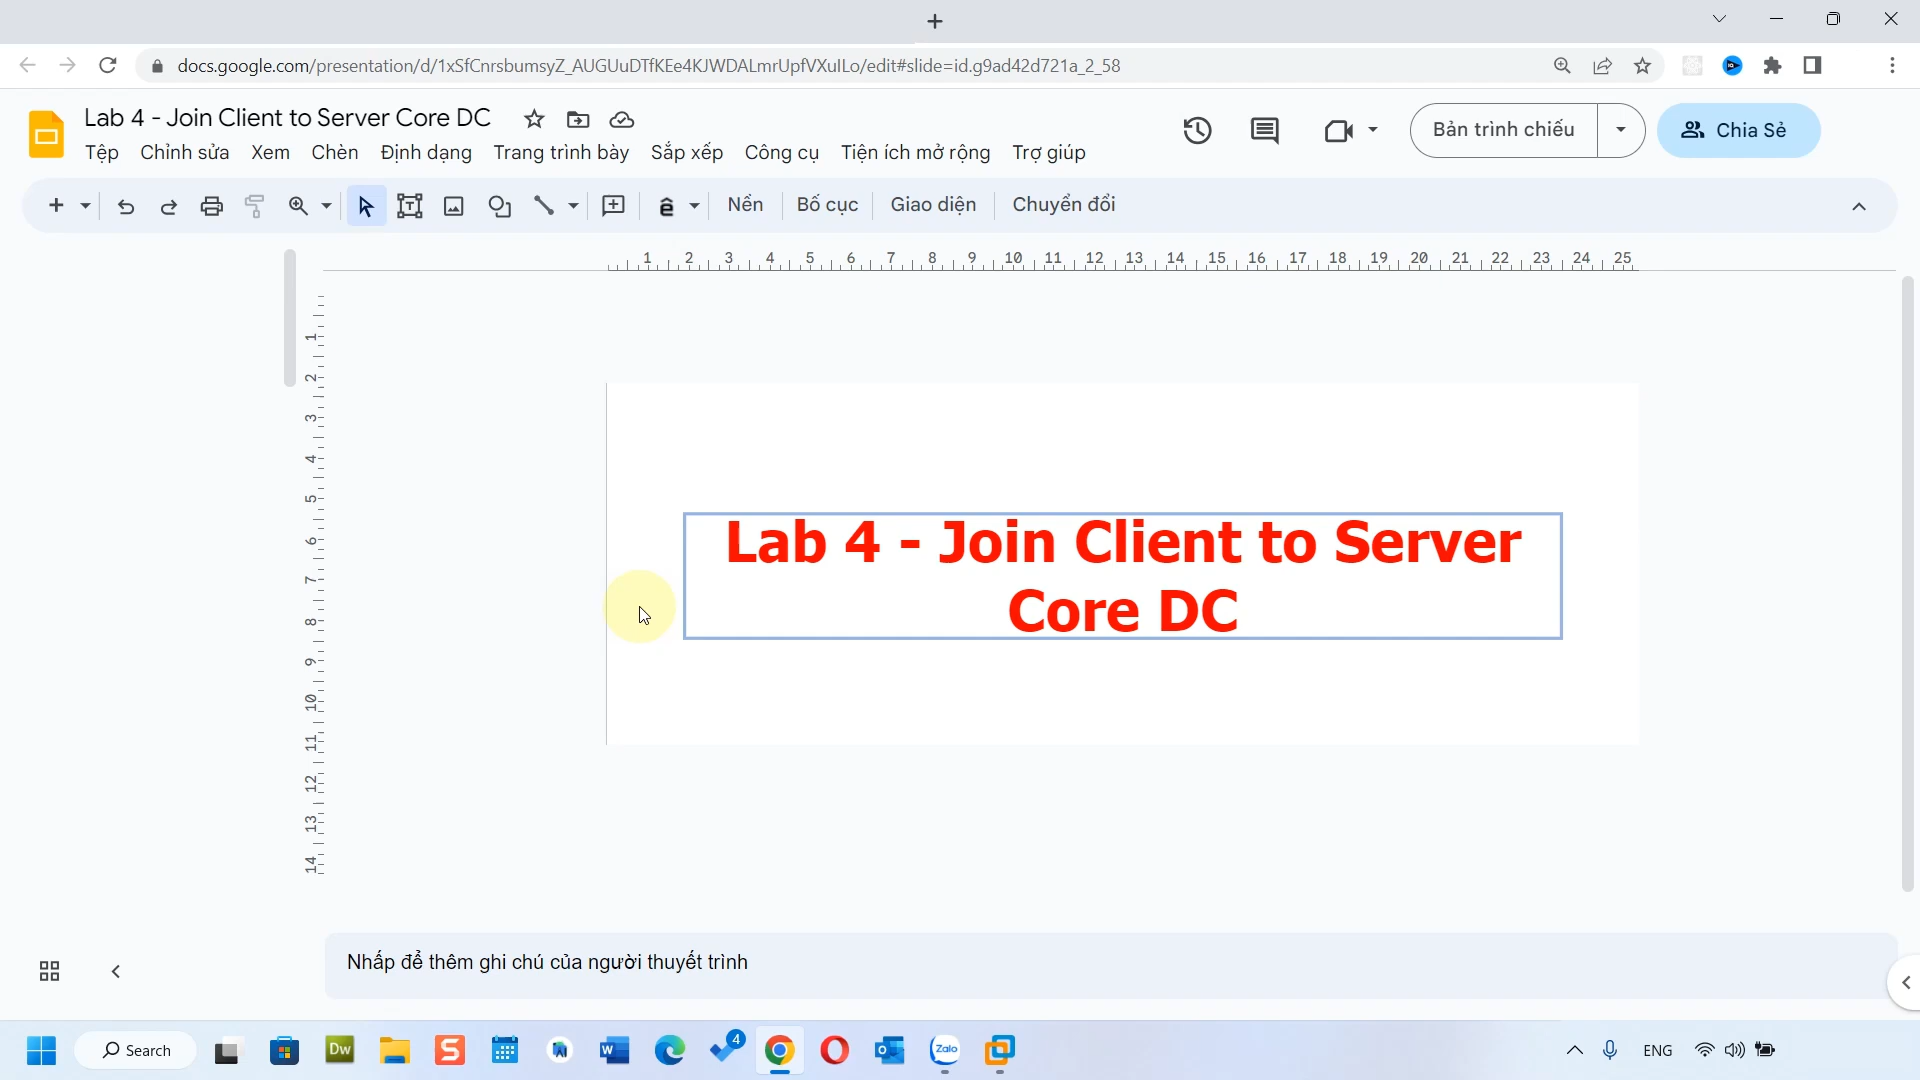 docs.google.com/presentation/d/1xSfCnrsbumsyZ_AUGUuDTfKEe4KJWDALmrUpfVXuILo/edit#slide=id.g9ad42d721a_2_58
Lab 4 - Join Client to Server Core DC
Tệp Chỉnh sửa Xem Chèn Định dạng Trang trình bày Sắp xếp Công cụ Tiện ích mở rộng Trợ giúp
Bản trình chiếu
Chia Sẻ
ê Nền Bố cục Giao diện Chuyển đổi
1 2 3 4 5 6 7 8 9 10 11 12 13 14 15 16 17 18 19 20 21 22 23 24 25
1 2 3 4 5 6 7 8 9 10 11 12 13 14
Lab 4 - Join Client to Server
Core DC
Nhấp để thêm ghi chú của người thuyết trình
Search
Dw
S
W
4
Zalo
ENG